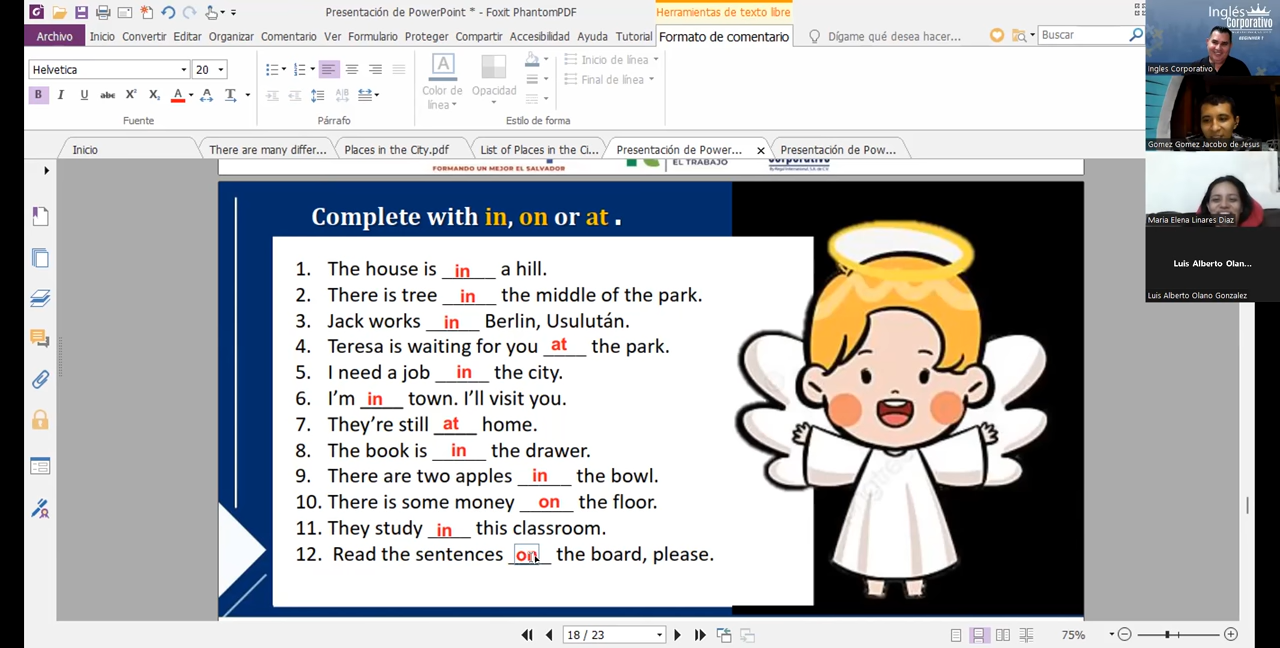 Presentación de PowerPoint * - Foxit PhantomPDF
Herramientas de texto libre
Archivo Inicio Convertir Editar Organizar Comentario Ver Formulario Proteger Compartir Accesibilidad Ayuda Tutorial Formato de comentario Dígame qué desea hacer... Buscar
Helvetica 20 Color de línea Opacidad Inicio de línea Final de línea
Fuente Párrafo Estilo de forma
Inicio There are many differ... Places in the City.pdf List of Places in the Ci... Presentación de Power... Presentación de Pow...
FORMANDO UN MEJOR EL SALVADOR EL TRABAJO
Complete with in, on or at .
1. The house is in a hill.
2. There is tree in the middle of the park.
3. Jack works in Berlin, Usulután.
4. Teresa is waiting for you at the park.
5. I need a job in the city.
6. I’m in town. I’ll visit you.
7. They’re still at home.
8. The book is in the drawer.
9. There are two apples in the bowl.
10. There is some money on the floor.
11. They study in this classroom.
12. Read the sentences on the board, please.
18 / 23 75%
Inglés Corporativo
Ingles Corporativo
Gomez Gomez Jacobo de Jesus
Maria Elena Linares Diaz
Luis Alberto Olan...
Luis Alberto Olano Gonzalez